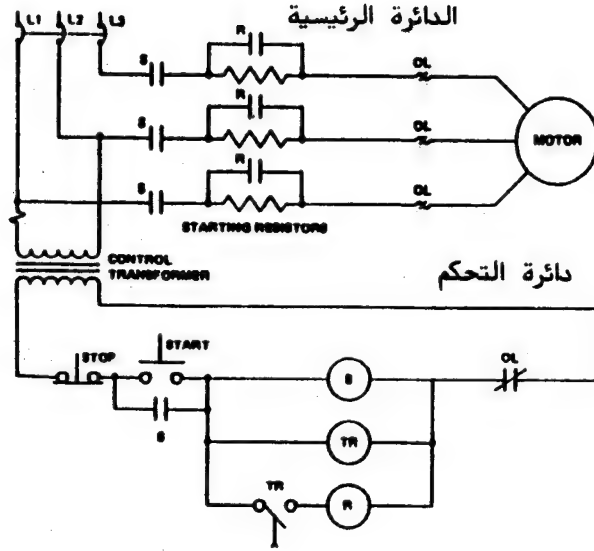 L1 L2 L3
الدائرة الرئيسية
R
S
OL
R
S
OL
MOTOR
R
S
OL
STARTING RESISTORS
CONTROL
TRANSFORMER
دائرة التحكم
START
STOP
OL
S
S
TR
TR
R